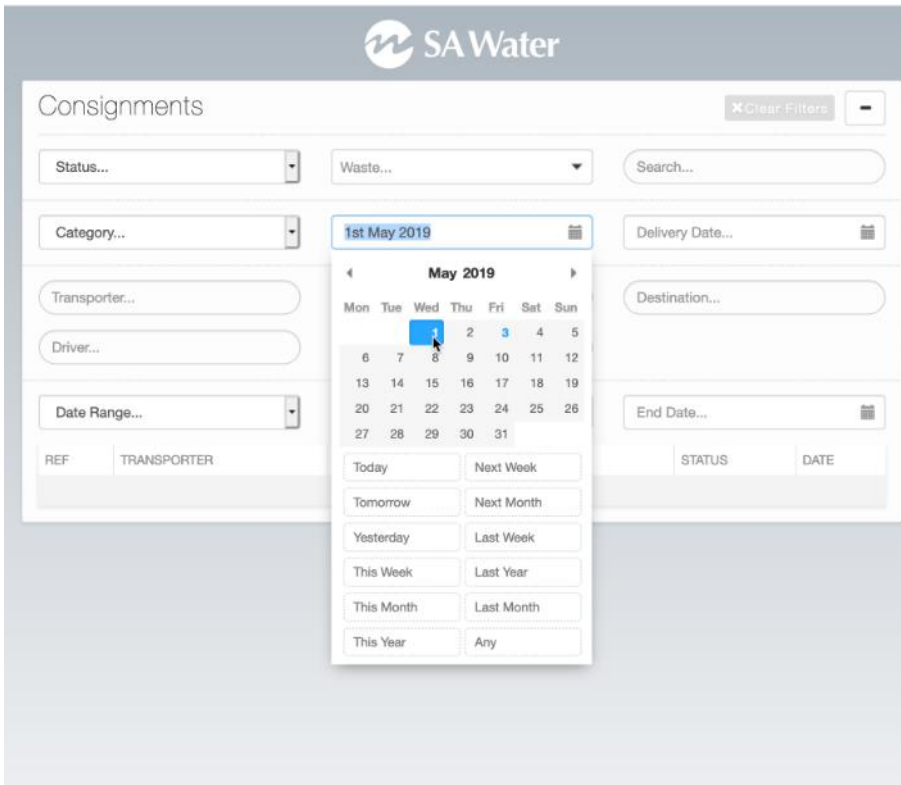 SA Water
Consignments
Clear Filters
Status...
Waste...
Search...
Category...
1st May 2019
Delivery Date...
May 2019
Transporter...
Destination...
Mon Tue Wed Thu Fri Sat Sun
1 2 3 4 5
Driver...
6 7 8 9 10 11 12
13 14 15 16 17 18 19
Date Range...
20 21 22 23 24 25 26
End Date...
27 28 29 30 31
REF TRANSPORTER STATUS DATE
Today Next Week
Tomorrow Next Month
Yesterday Last Week
This Week Last Year
This Month Last Month
This Year Any